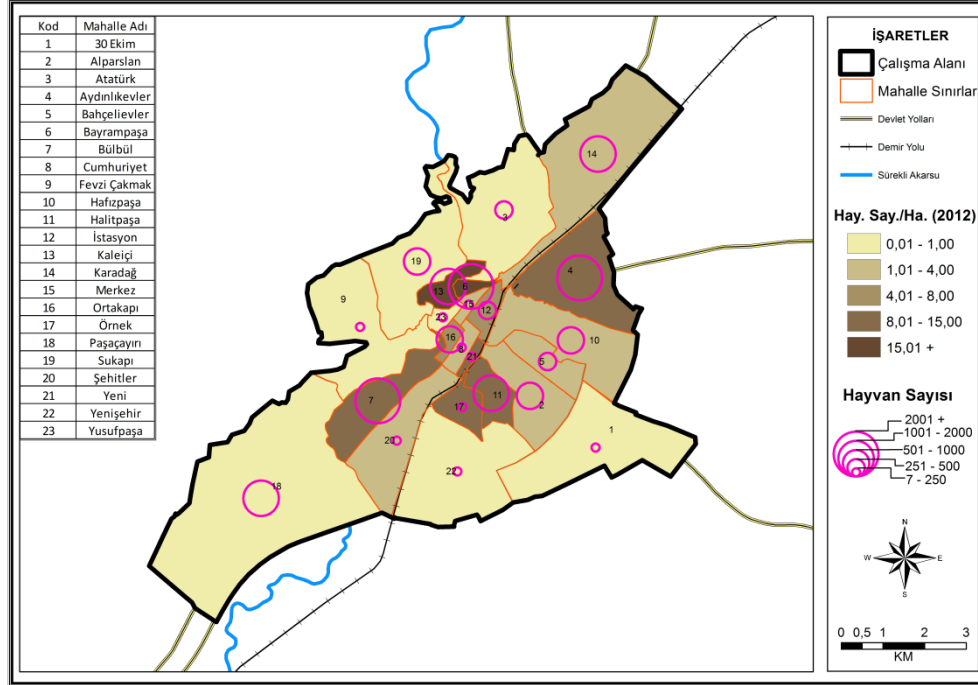 Kod Mahalle Adı
1 30 Ekim
2 Alparslan
3 Atatürk
4 Aydınlıkevler
5 Bahçelievler
6 Bayrampaşa
7 Bülbül
8 Cumhuriyet
9 Fevzi Çakmak
10 Hafızpaşa
11 Halitpaşa
12 İstasyon
13 Kaleiçi
14 Karadağ
15 Merkez
16 Ortakapı
17 Örnek
18 Paşaçayırı
19 Sukapı
20 Şehitler
21 Yeni
22 Yenişehir
23 Yusufpaşa
14
3
19
4
13
6
15
12
9
23
16
8
21
10
5
7
11
2
17
20
1
22
18
İŞARETLER
Çalışma Alanı
Mahalle Sınırlar
Devlet Yolları
Demir Yolu
Sürekli Akarsu
Hay. Say./Ha. (2012)
0,01 - 1,00
1,01 - 4,00
4,01 - 8,00
8,01 - 15,00
15,01 +
Hayvan Sayısı
2001 +
1001 - 2000
501 - 1000
251 - 500
7 - 250
N
W E
S
0 0,5 1 2 3
KM